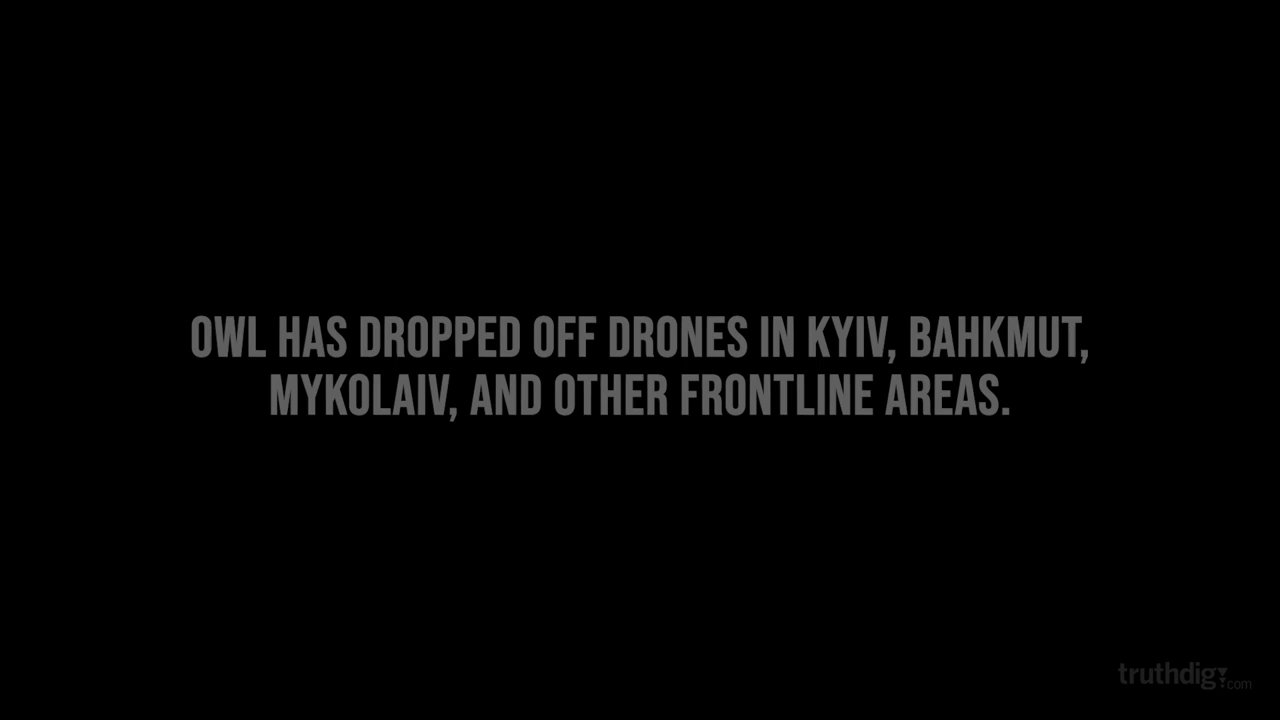 OWL HAS DROPPED OFF DRONES IN KYIV, BAHKMUT,
MYKOLAIV, AND OTHER FRONTLINE AREAS.
truthdig.com